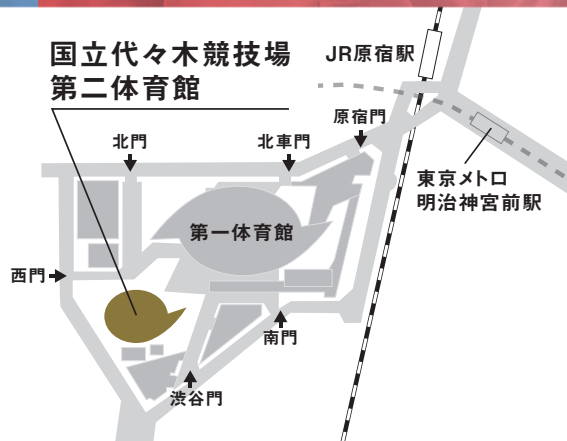 国立代々木競技場
第二体育館
JR原宿駅
原宿門
北門
北車門
東京メトロ
明治神宮前駅
第一体育館
西門
南門
渋谷門